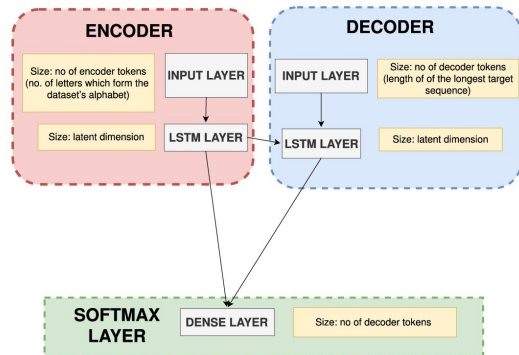 ENCODER
DECODER
Size: no of encoder tokens
(no. of letters which form the
dataset's alphabet)
INPUT LAYER
INPUT LAYER
Size: no of decoder tokens
(length of of the longest target
sequence)
Size: latent dimension
LSTM LAYER
LSTM LAYER
Size: latent dimension
SOFTMAX
LAYER
DENSE LAYER
Size: no of decoder tokens